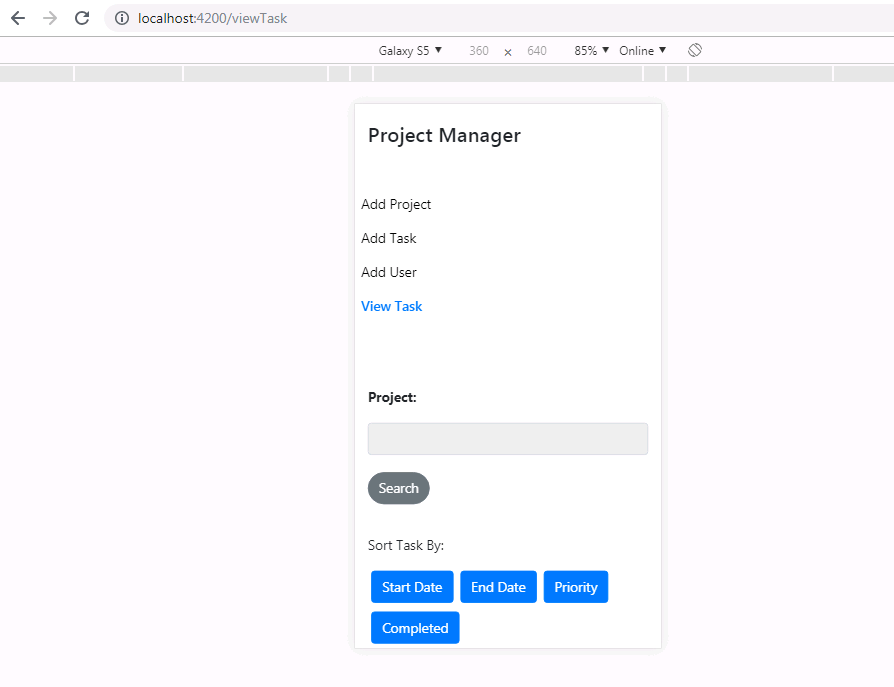 localhost:4200/viewTask
Galaxy S5 ▼ 360 × 640 85% ▼ Online ▼
Project Manager
Add Project
Add Task
Add User
View Task
Project:
Search
Sort Task By:
Start Date End Date Priority
Completed